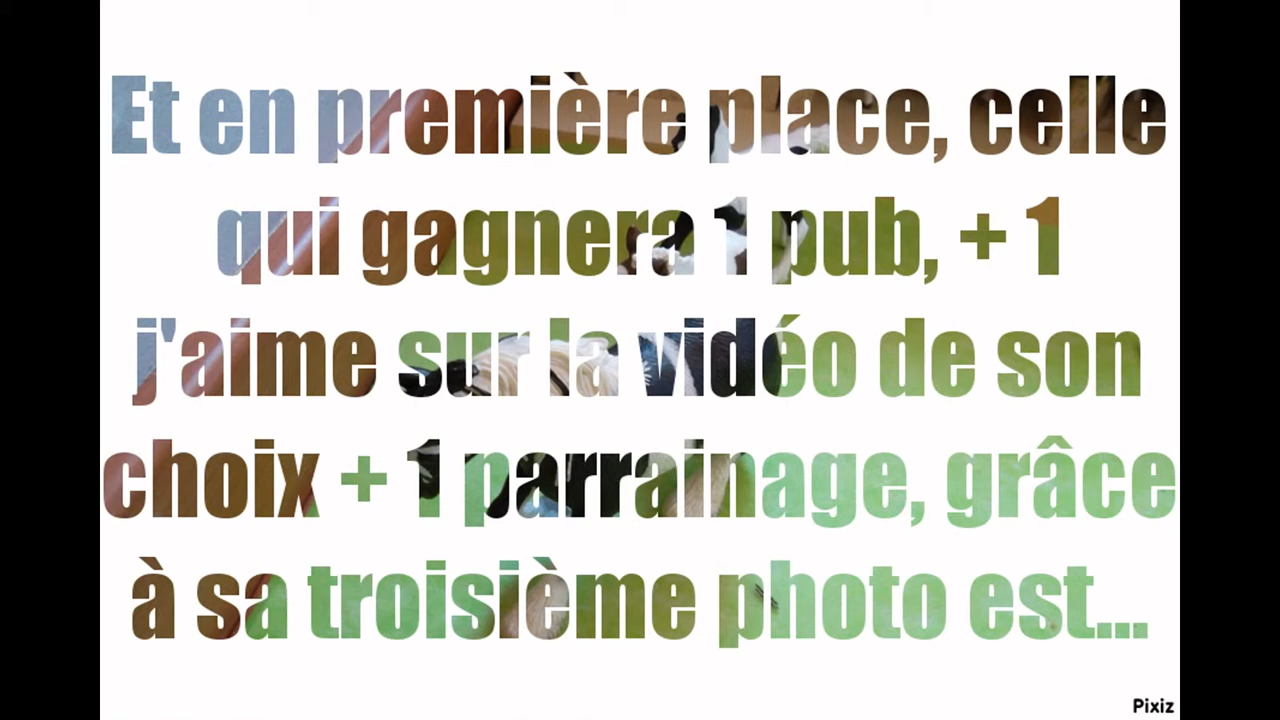 Et en première place, celle
qui gagnera 1 pub, + 1
j'aime sur la vidéo de son
choix + 1 parrainage, grâce
à sa troisième photo est...
Pixiz